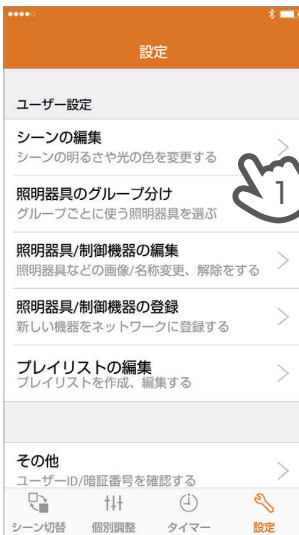 設定
ユーザー設定
シーンの編集
シーンの明るさや光の色を変更する
照明器具のグループ分け
グループごとに使う照明器具を選ぶ
1
照明器具/制御機器の編集
照明器具などの画像/名称変更、解除をする
照明器具/制御機器の登録
新しい機器をネットワークに登録する
プレイリストの編集
プレイリストを作成、編集する
その他
ユーザーID/暗証番号を確認する
シーン切替 個別調整 タイマー 設定